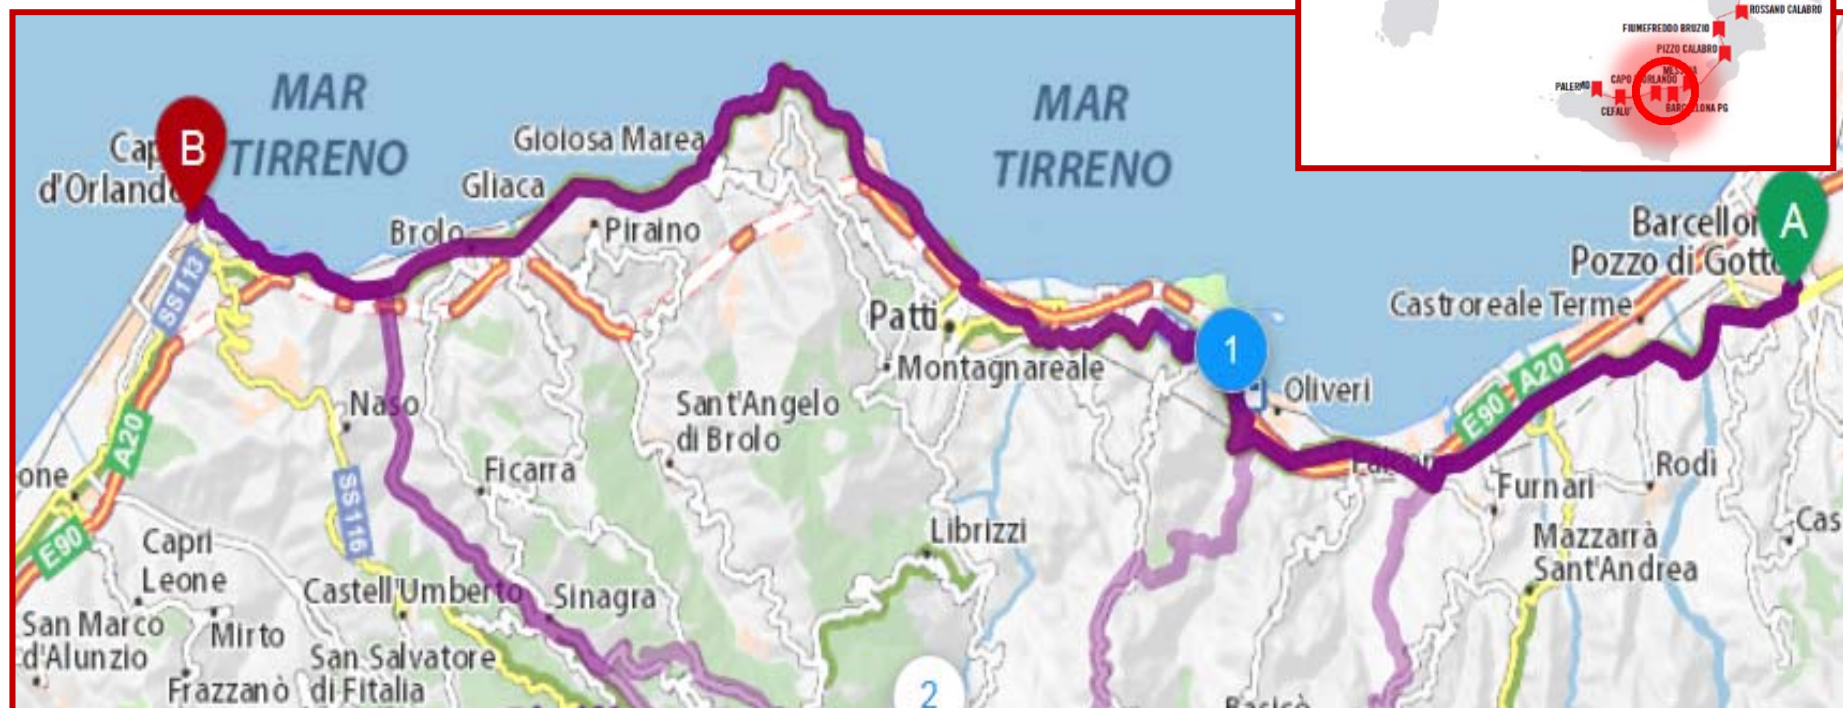 ROSSANO CALABRO
FIUMEFREDDO BRUZIO
PIZZO CALABRO
CEFALU'
MAR
TIRRENO
MAR
TIRRENO
B
d'Orlando
Gioiosa Marea
Gliaca
Brolo
Piraino
A
Pozzo di Gotto
Castroreale Terme
SS113
Patti
Montagnareale
1
Oliveri
E90
A20
A20
Naso
Sant'Angelo
di Brolo
Ficarra
SS116
one
Rodì
Furnari
E90
Librizzi
Mazzarrà
Sant'Andrea
Cas
Capri
Leone
Castell'Umberto
Sinagra
San Marco
d'Alunzio
Mirto
San Salvatore
di Fitalia
Frazzanò
2